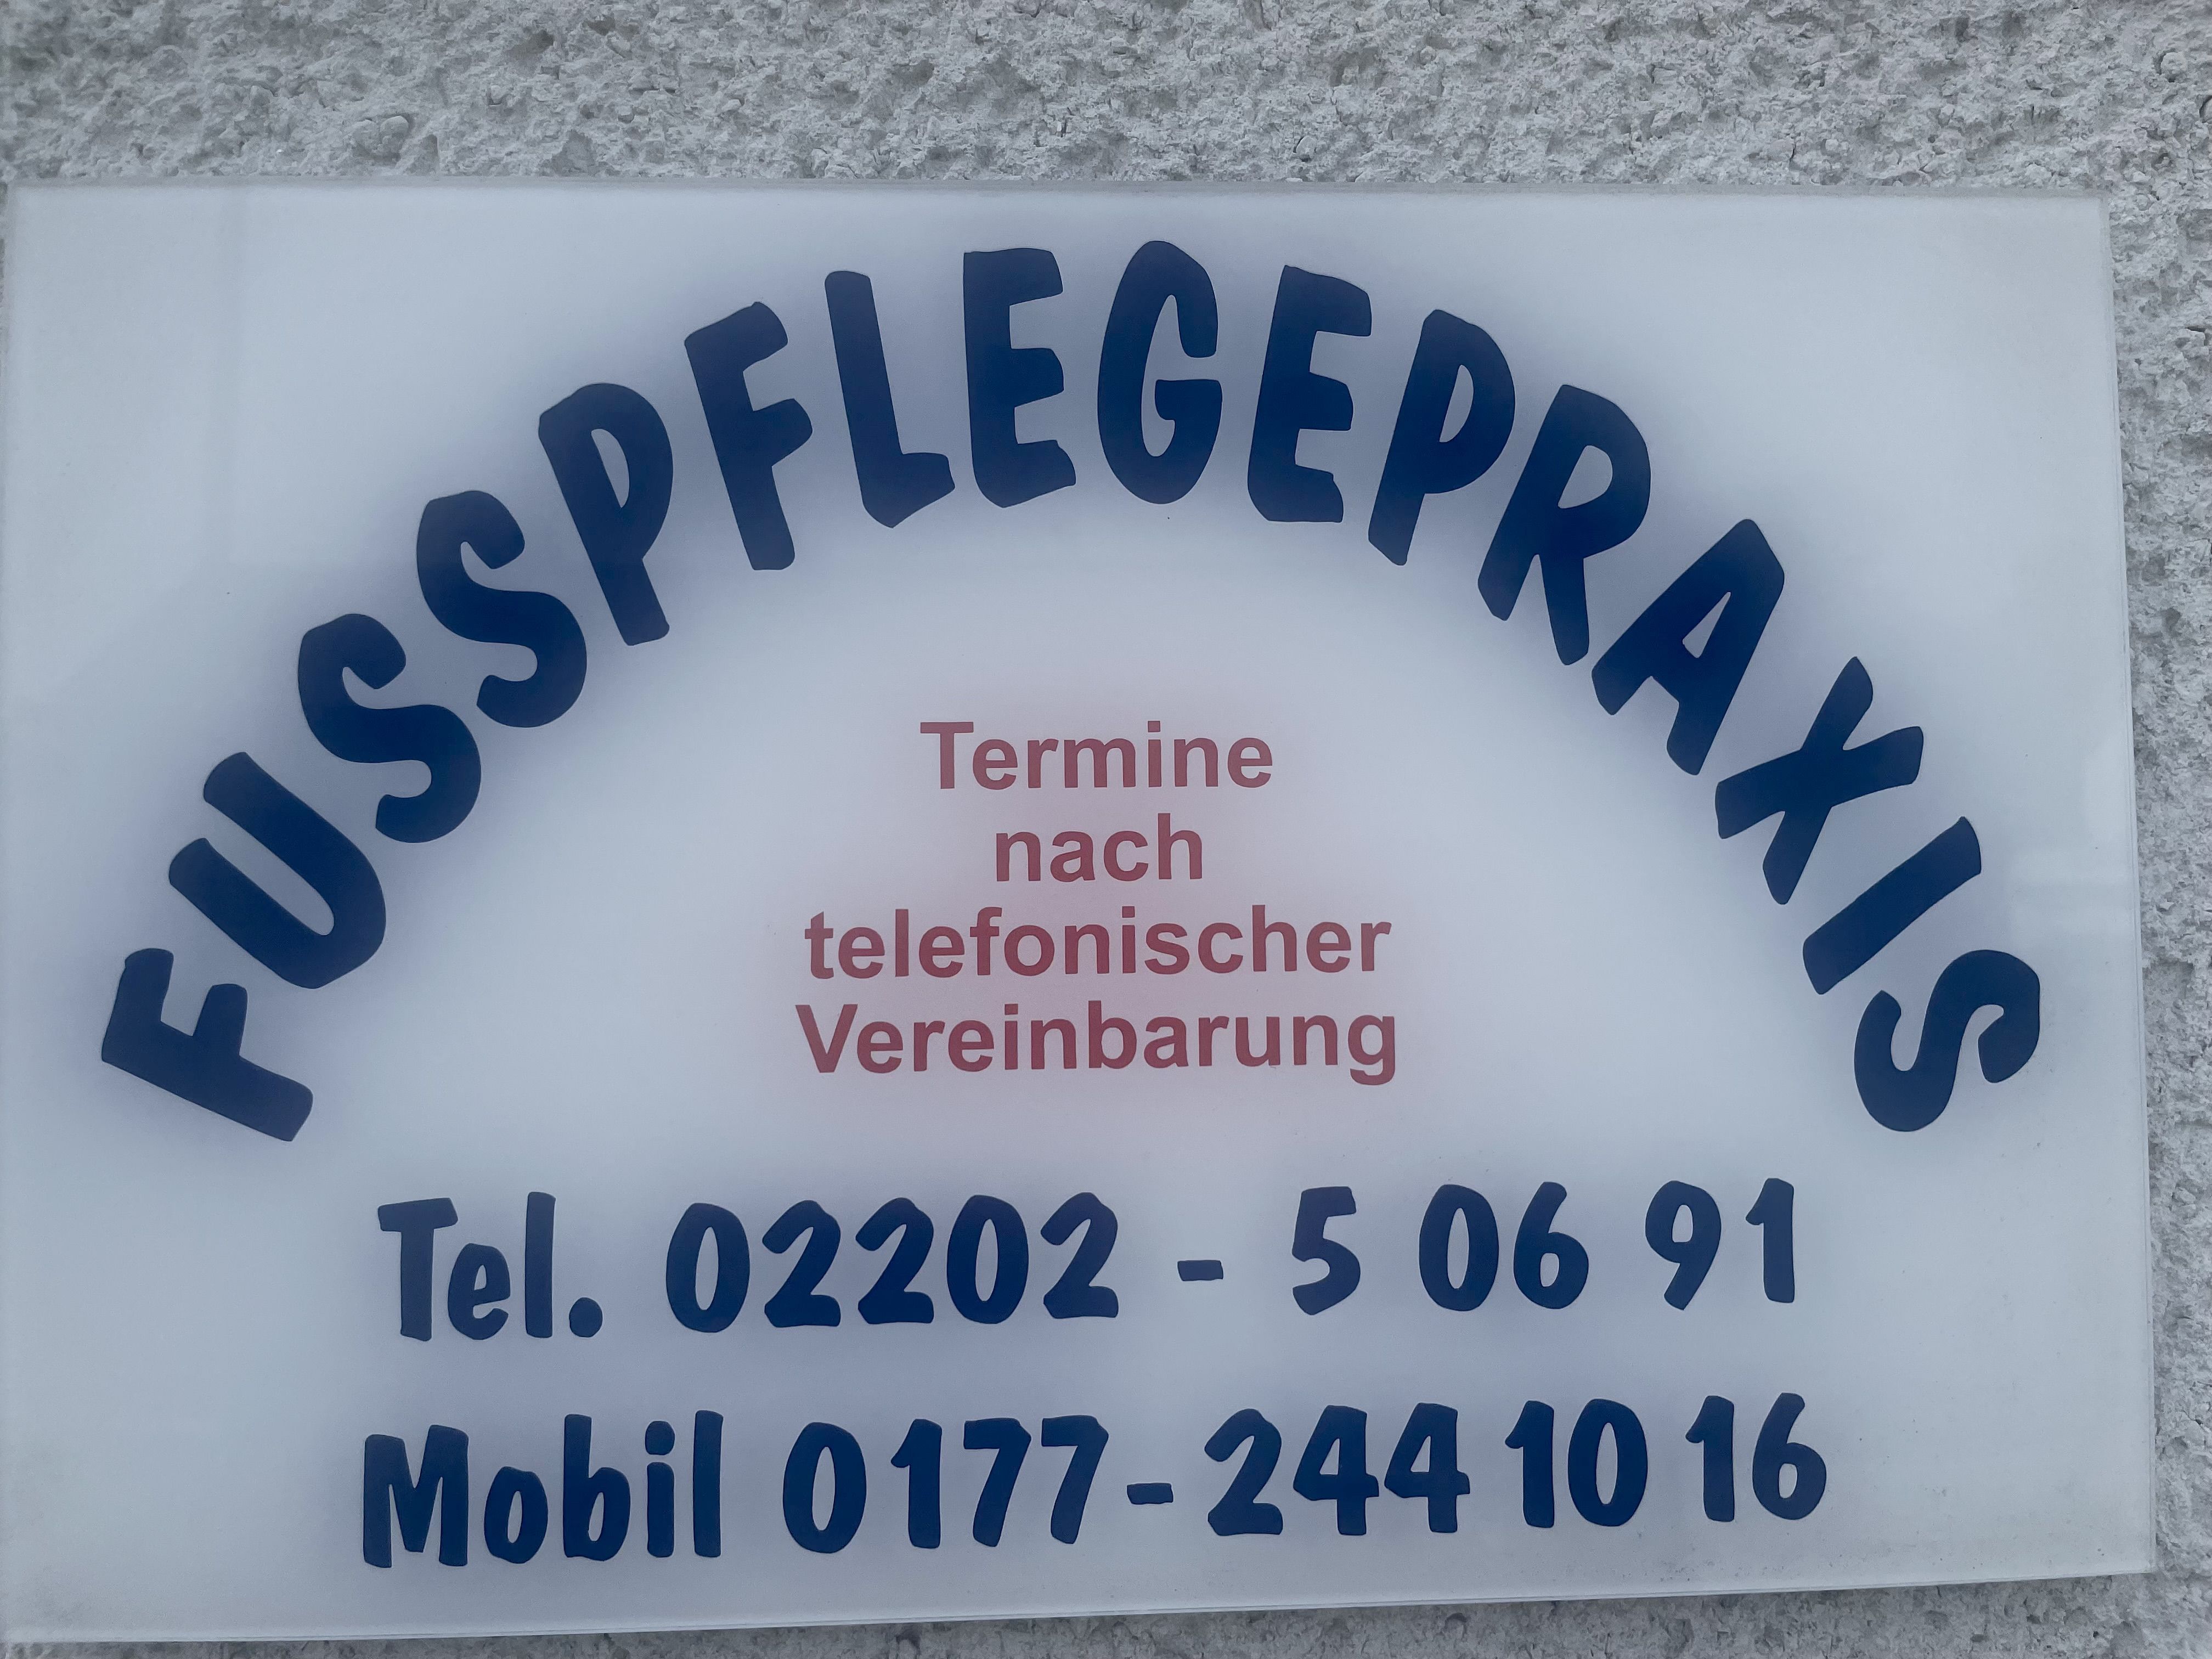 FUSSPFLEGEPRAXIS
Termine
nach
telefonischer
Vereinbarung
Tel. 02202 - 5 06 91
Mobil 0177-244 10 16